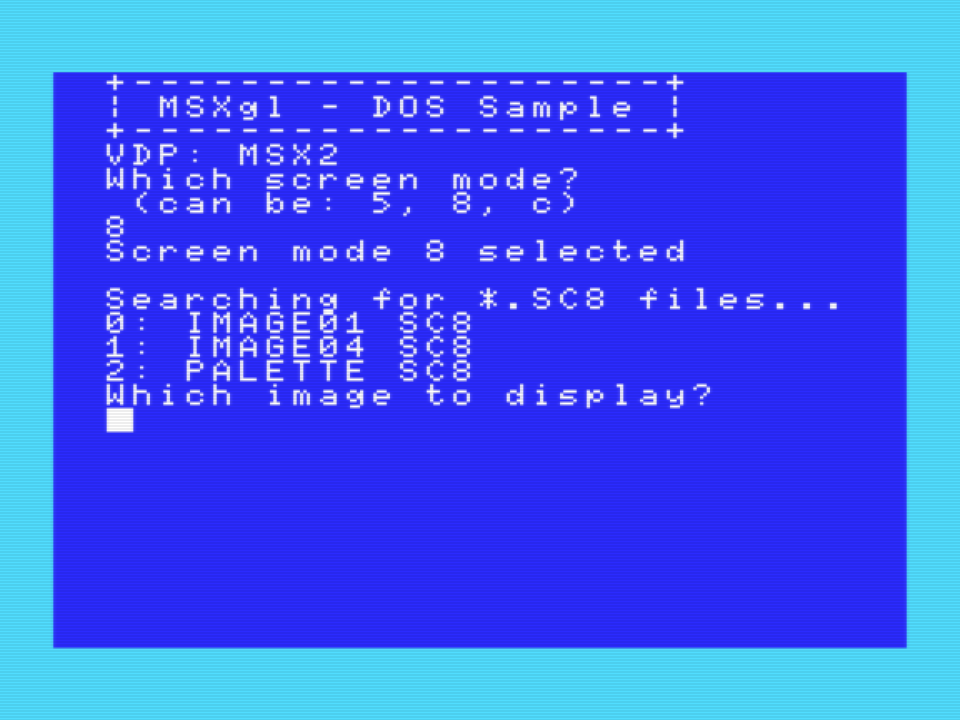 +---------------------+
¦ MSXgl - DOS Sample ¦
+---------------------+
VDP: MSX2
Which screen mode?
(can be: 5, 8, c)
8
Screen mode 8 selected
Searching for *.SC8 files...
0: IMAGE01 SC8
1: IMAGE04 SC8
2: PALETTE SC8
Which image to display?